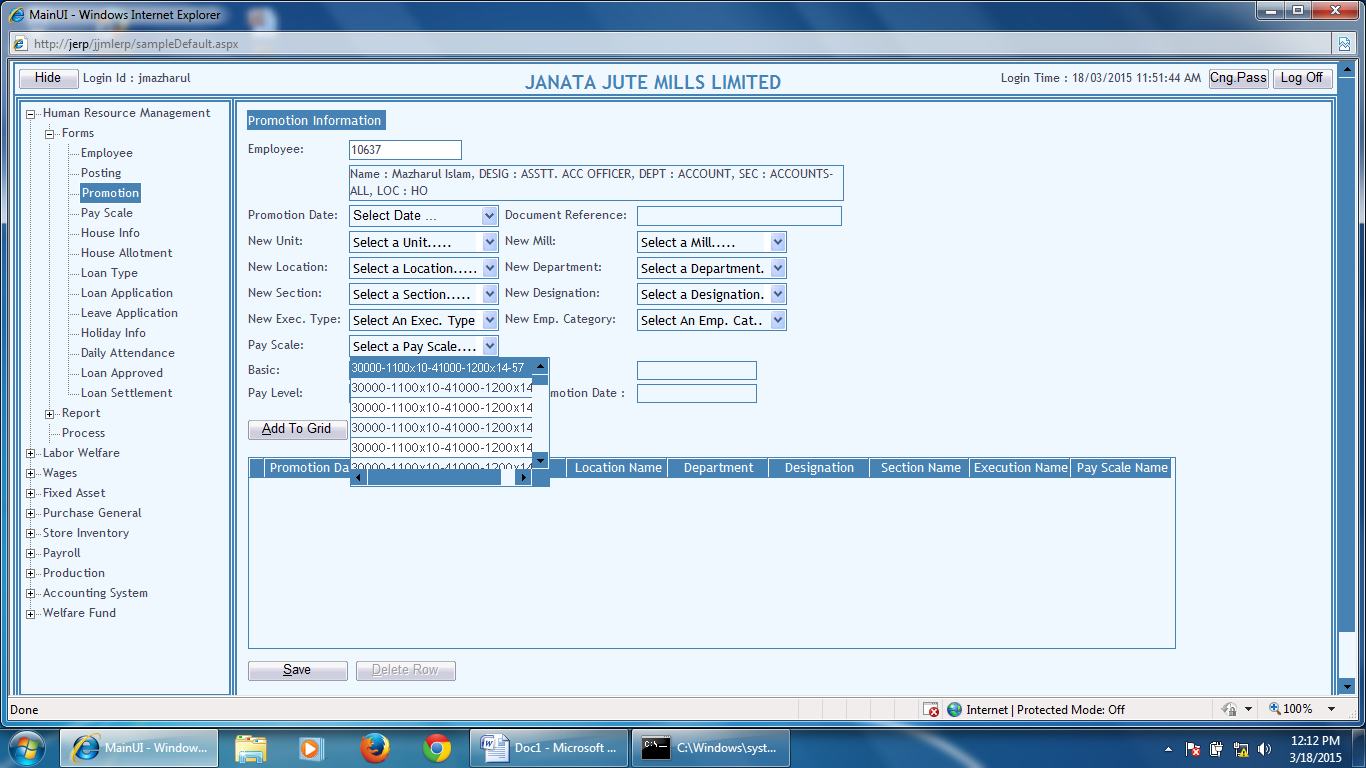 MainUI - Windows Internet Explorer
http://jerp/jjmlerp/sampleDefault.aspx
Hide Login Id : jmazharul JANATA JUTE MILLS LIMITED Login Time : 18/03/2015 11:51:44 AM Cng.Pass Log Off
Human Resource Management
Forms
Employee
Posting
Promotion
Pay Scale
House Info
House Allotment
Loan Type
Loan Application
Leave Application
Holiday Info
Daily Attendance
Loan Approved
Loan Settlement
Report
Process
Labor Welfare
Wages
Fixed Asset
Purchase General
Store Inventory
Payroll
Production
Accounting System
Welfare Fund
Promotion Information
Employee: 10637
Name : Mazharul Islam, DESIG : ASSTT. ACC OFFICER, DEPT : ACCOUNT, SEC : ACCOUNTS-
ALL, LOC : HO
Promotion Date: Select Date ... Document Reference:
New Unit: Select a Unit..... New Mill: Select a Mill.....
New Location: Select a Location..... New Department: Select a Department.
New Section: Select a Section..... New Designation: Select a Designation.
New Exec. Type: Select An Exec. Type New Emp. Category: Select An Emp. Cat..
Pay Scale: Select a Pay Scale....
30000-1100x10-41000-1200x14-57
30000-1100x10-41000-1200x14
30000-1100x10-41000-1200x14
30000-1100x10-41000-1200x14
30000-1100x10-41000-1200x14
30000-1100x10-41000-1200x14
Basic:
Pay Level: motion Date :
Add To Grid
Promotion Da Location Name Department Designation Section Name Execution Name Pay Scale Name
Save Delete Row
Done Internet | Protected Mode: Off 100%
MainUI - Window... Doc1 - Microsoft ... C:\Windows\syst... 12:12 PM
3/18/2015